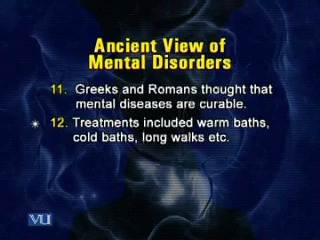 Ancient View of
Mental Disorders
11. Greeks and Romans thought that
mental diseases are curable.
12. Treatments included warm baths,
cold baths, long walks etc.
VU